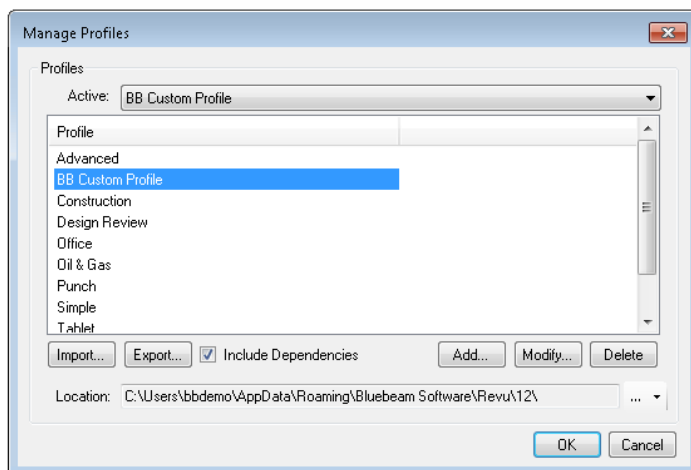 Manage Profiles
Profiles
Active: BB Custom Profile
Profile
Advanced
BB Custom Profile
Construction
Design Review
Office
Oil & Gas
Punch
Simple
Tablet
Import... Export... Include Dependencies Add... Modify... Delete
Location: C:\Users\bbdemo\AppData\Roaming\Bluebeam Software\Revu\12\ ...
OK Cancel